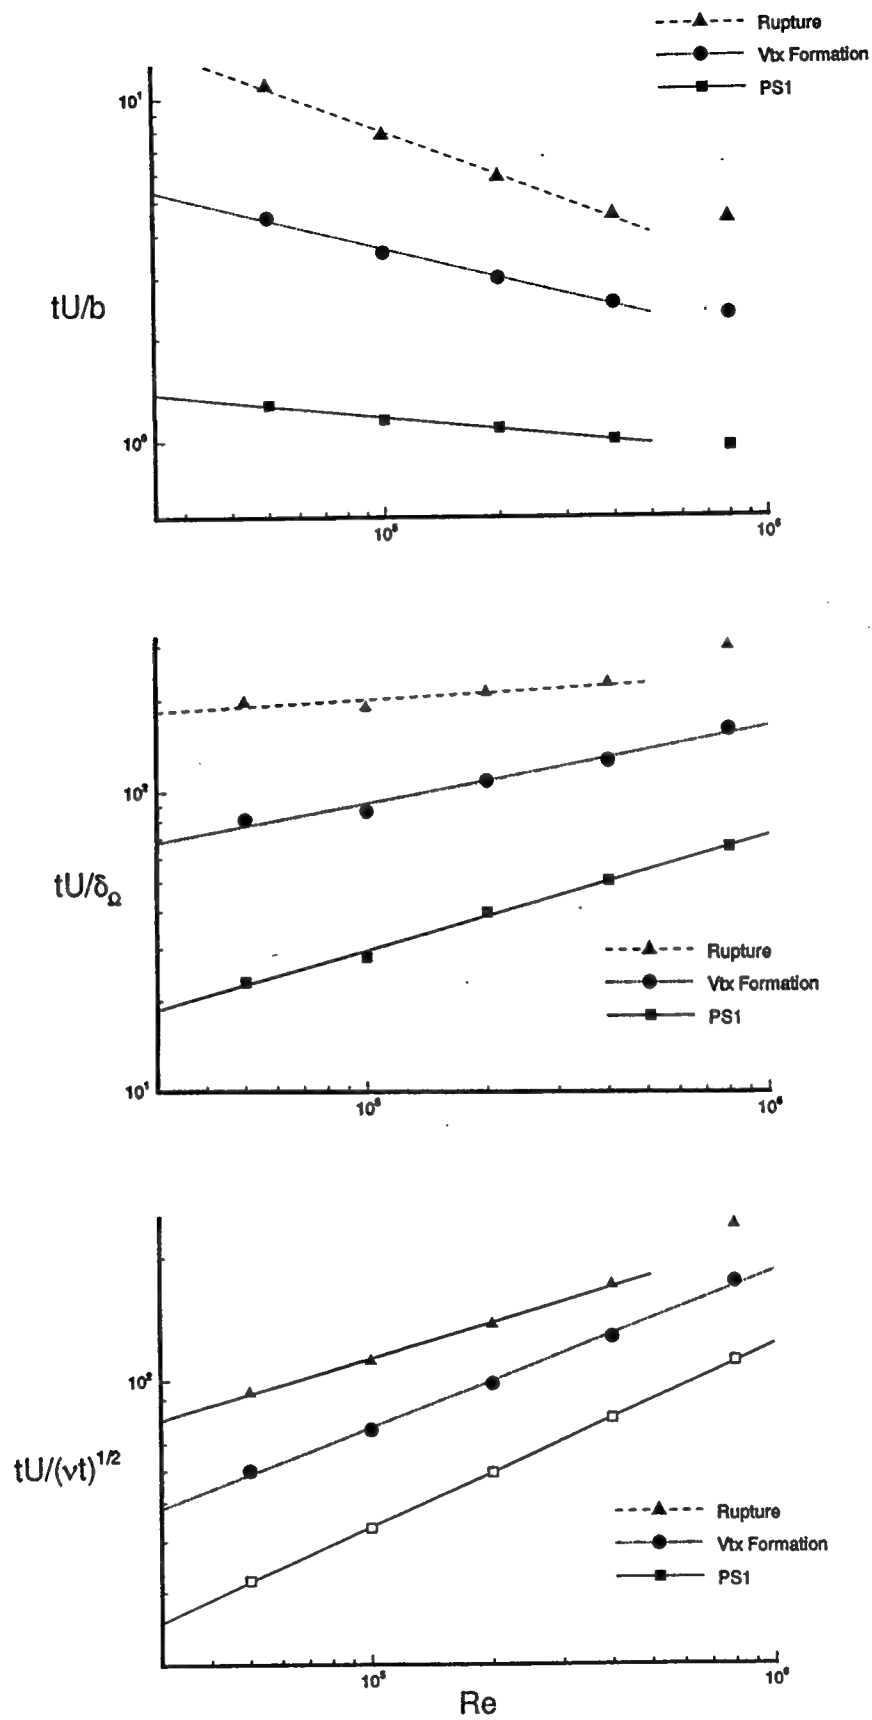 Rupture
Vtx Formation
PS1
10¹
tU/b
10⁰
10⁵
10⁶
10²
tU/δ_Ω
Rupture
Vtx Formation
PS1
10¹
10⁵
10⁶
10²
tU/(νt)^1/2
Rupture
Vtx Formation
PS1
10⁵
10⁶
Re